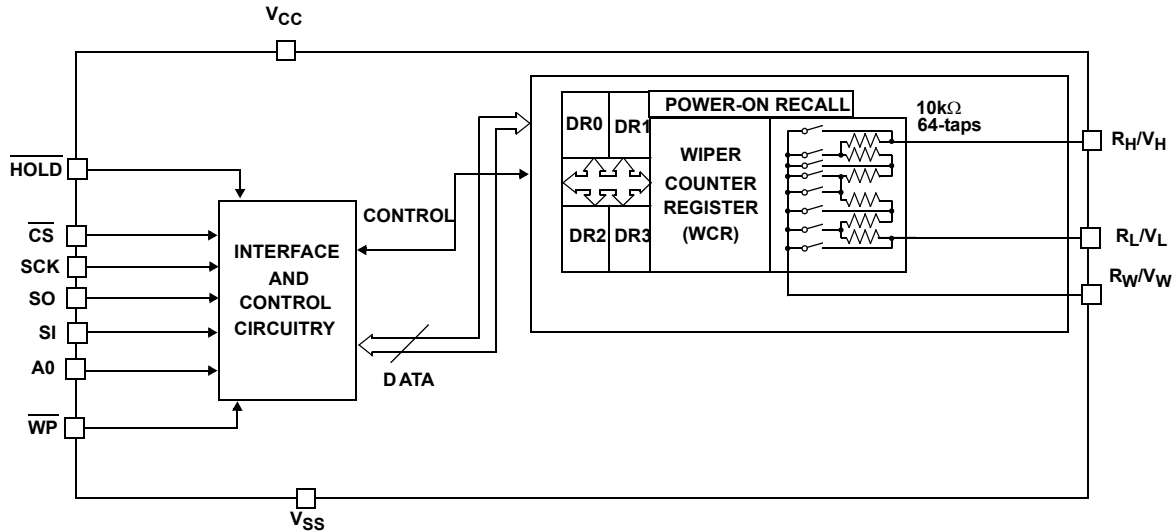 VCC
POWER-ON RECALL
10kΩ
64-taps
DR0
DR1
DR2
DR3
WIPER
COUNTER
REGISTER
(WCR)
RH/VH
RL/VL
RW/VW
HOLD
CS
SCK
SO
SI
A0
WP
INTERFACE
AND
CONTROL
CIRCUITRY
CONTROL
DATA
VSS